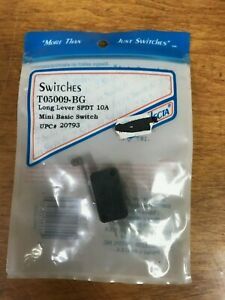 "MORE THAN JUST SWITCHES"
SWITCHES
T05009-BG
Long Lever SPDT 10A
Mini Basic Switch
UPC# 20793